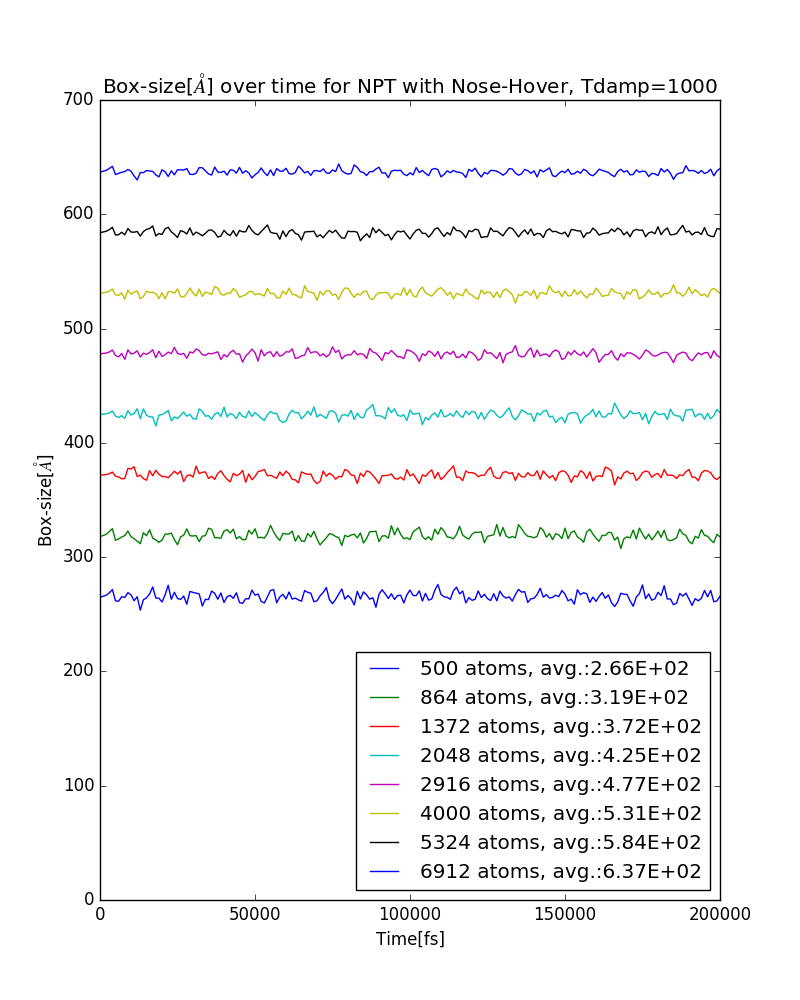 Box-size[Å] over time for NPT with Nose-Hover, Tdamp=1000
700
600
500
400
300
200
100
0
Box-size[Å]
500 atoms, avg.:2.66E+02
864 atoms, avg.:3.19E+02
1372 atoms, avg.:3.72E+02
2048 atoms, avg.:4.25E+02
2916 atoms, avg.:4.77E+02
4000 atoms, avg.:5.31E+02
5324 atoms, avg.:5.84E+02
6912 atoms, avg.:6.37E+02
0 50000 100000 150000 200000
Time[fs]